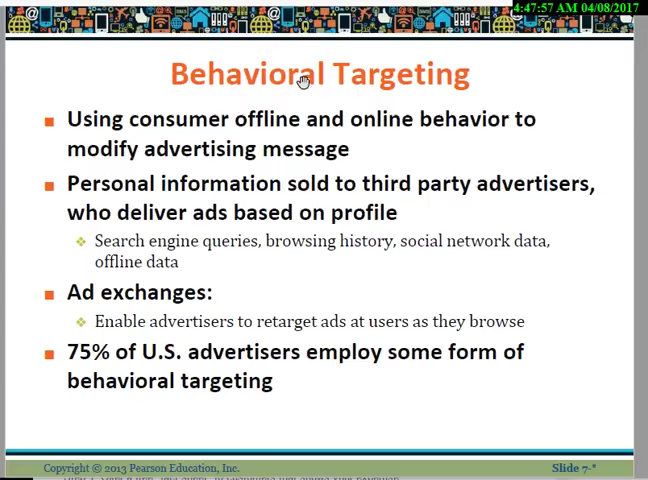 4:47:57 AM 04/08/2017
Behavioral Targeting
Using consumer offline and online behavior to
modify advertising message
Personal information sold to third party advertisers,
who deliver ads based on profile
Search engine queries, browsing history, social network data,
offline data
Ad exchanges:
Enable advertisers to retarget ads at users as they browse
75% of U.S. advertisers employ some form of
behavioral targeting
Copyright © 2013 Pearson Education, Inc.
Slide 7-*